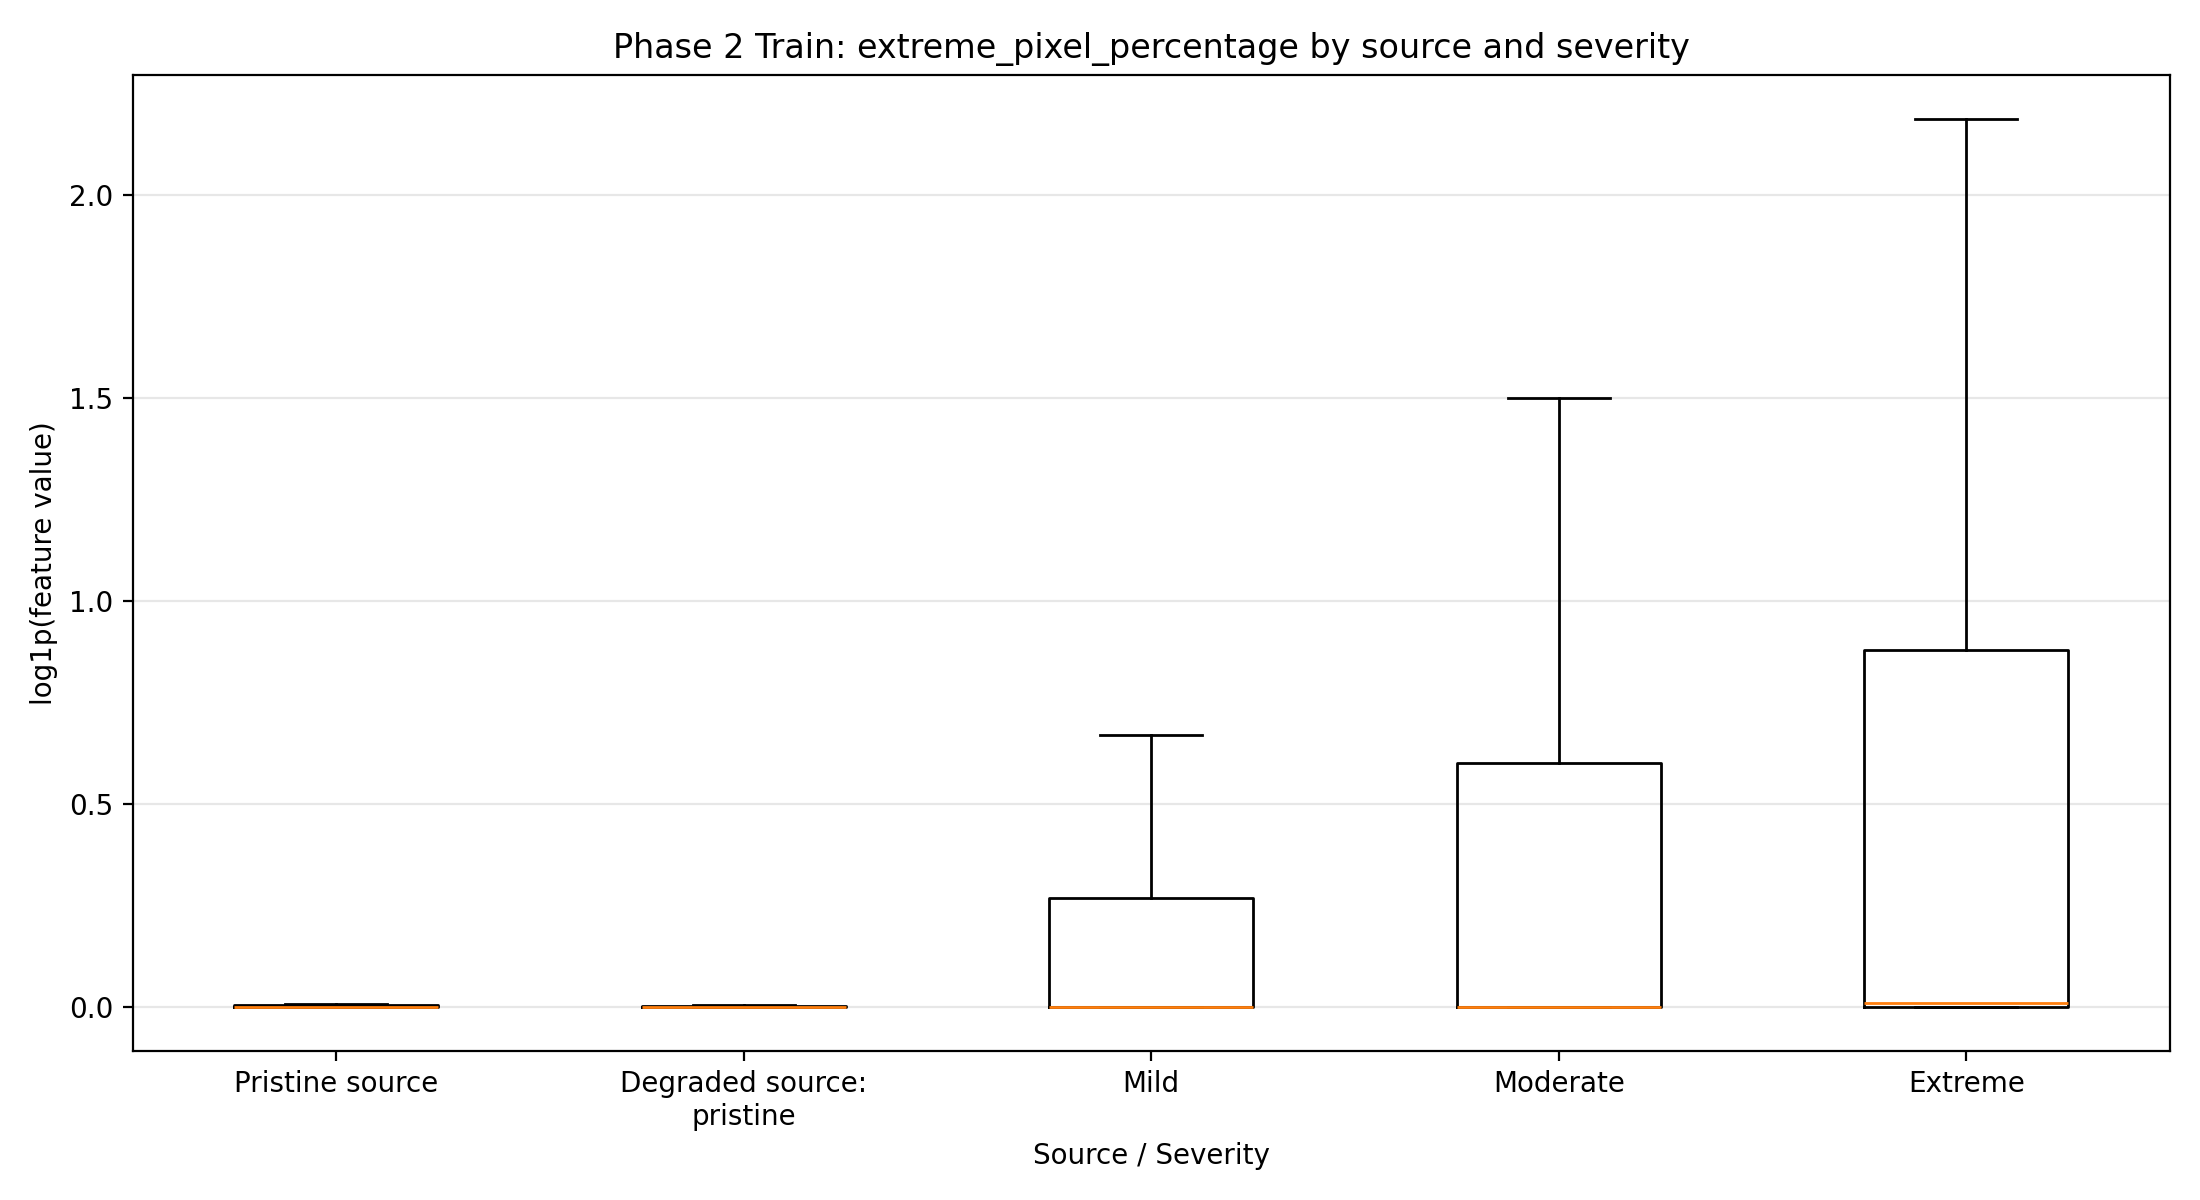 Phase 2 Train: extreme_pixel_percentage by source and severity
log1p(feature value)
2.0
1.5
1.0
0.5
0.0
Pristine source
Degraded source:
pristine
Mild
Moderate
Extreme
Source / Severity